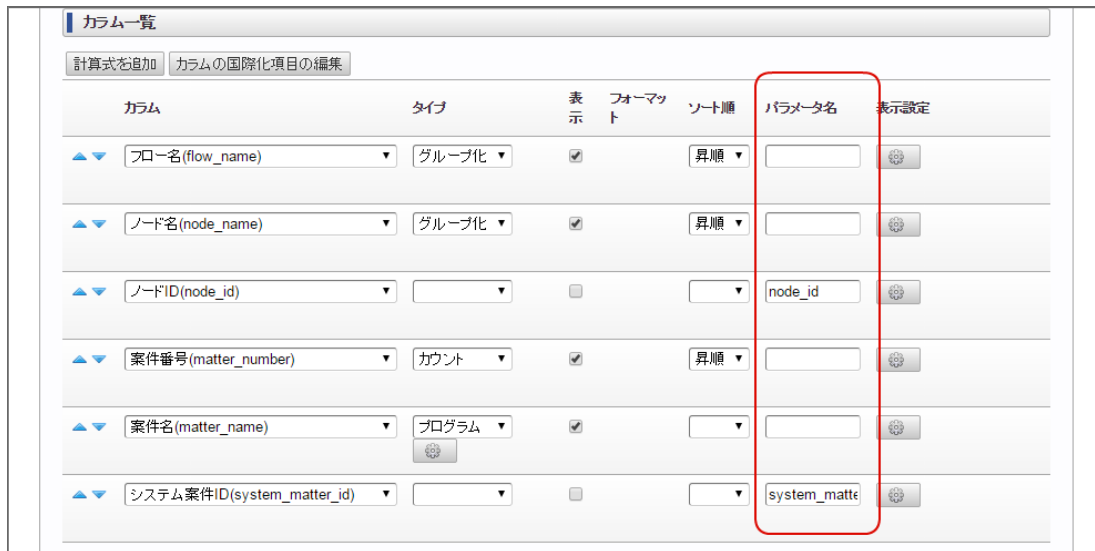 カラム一覧
計算式を追加 カラムの国際化項目の編集
カラム タイプ 表示 フォーマット ソート順 パラメータ名 表示設定
フロー名(flow_name) グループ化 昇順
ノード名(node_name) グループ化 昇順
ノードID(node_id) node_id
案件番号(matter_number) カウント 昇順
案件名(matter_name) プログラム
システム案件ID(system_matter_id) system_matte